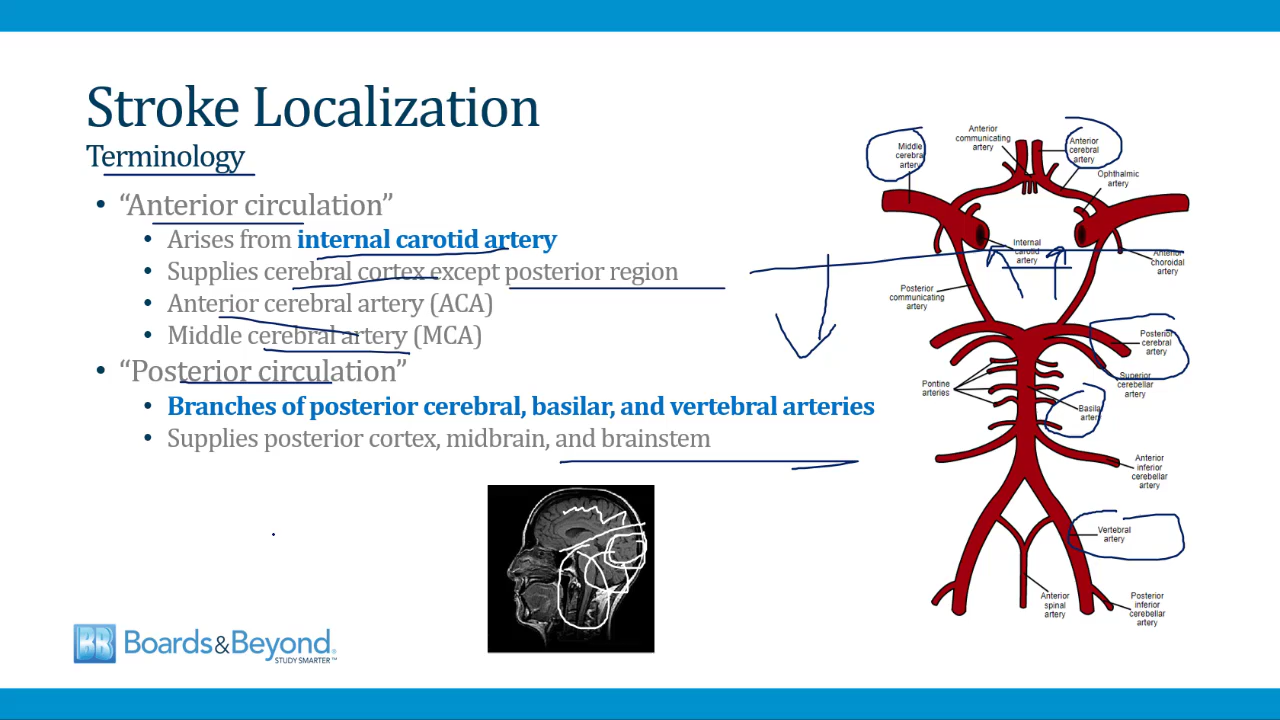 Stroke Localization
Terminology
• “Anterior circulation”
• Arises from internal carotid artery
• Supplies cerebral cortex except posterior region
• Anterior cerebral artery (ACA)
• Middle cerebral artery (MCA)
• “Posterior circulation”
• Branches of posterior cerebral, basilar, and vertebral arteries
• Supplies posterior cortex, midbrain, and brainstem
BB Boards&Beyond®
STUDY SMARTER™
Anterior
communicating
artery
Middle
cerebral
artery
Anterior
cerebral
artery
Ophthalmic
artery
Internal
carotid
artery
Anterior
choroidal
artery
Posterior
communicating
artery
Posterior
cerebral
artery
Superior
cerebellar
artery
Pontine
arteries
Basilar
artery
Anterior
inferior
cerebellar
artery
Vertebral
artery
Anterior
spinal
artery
Posterior
inferior
cerebellar
artery